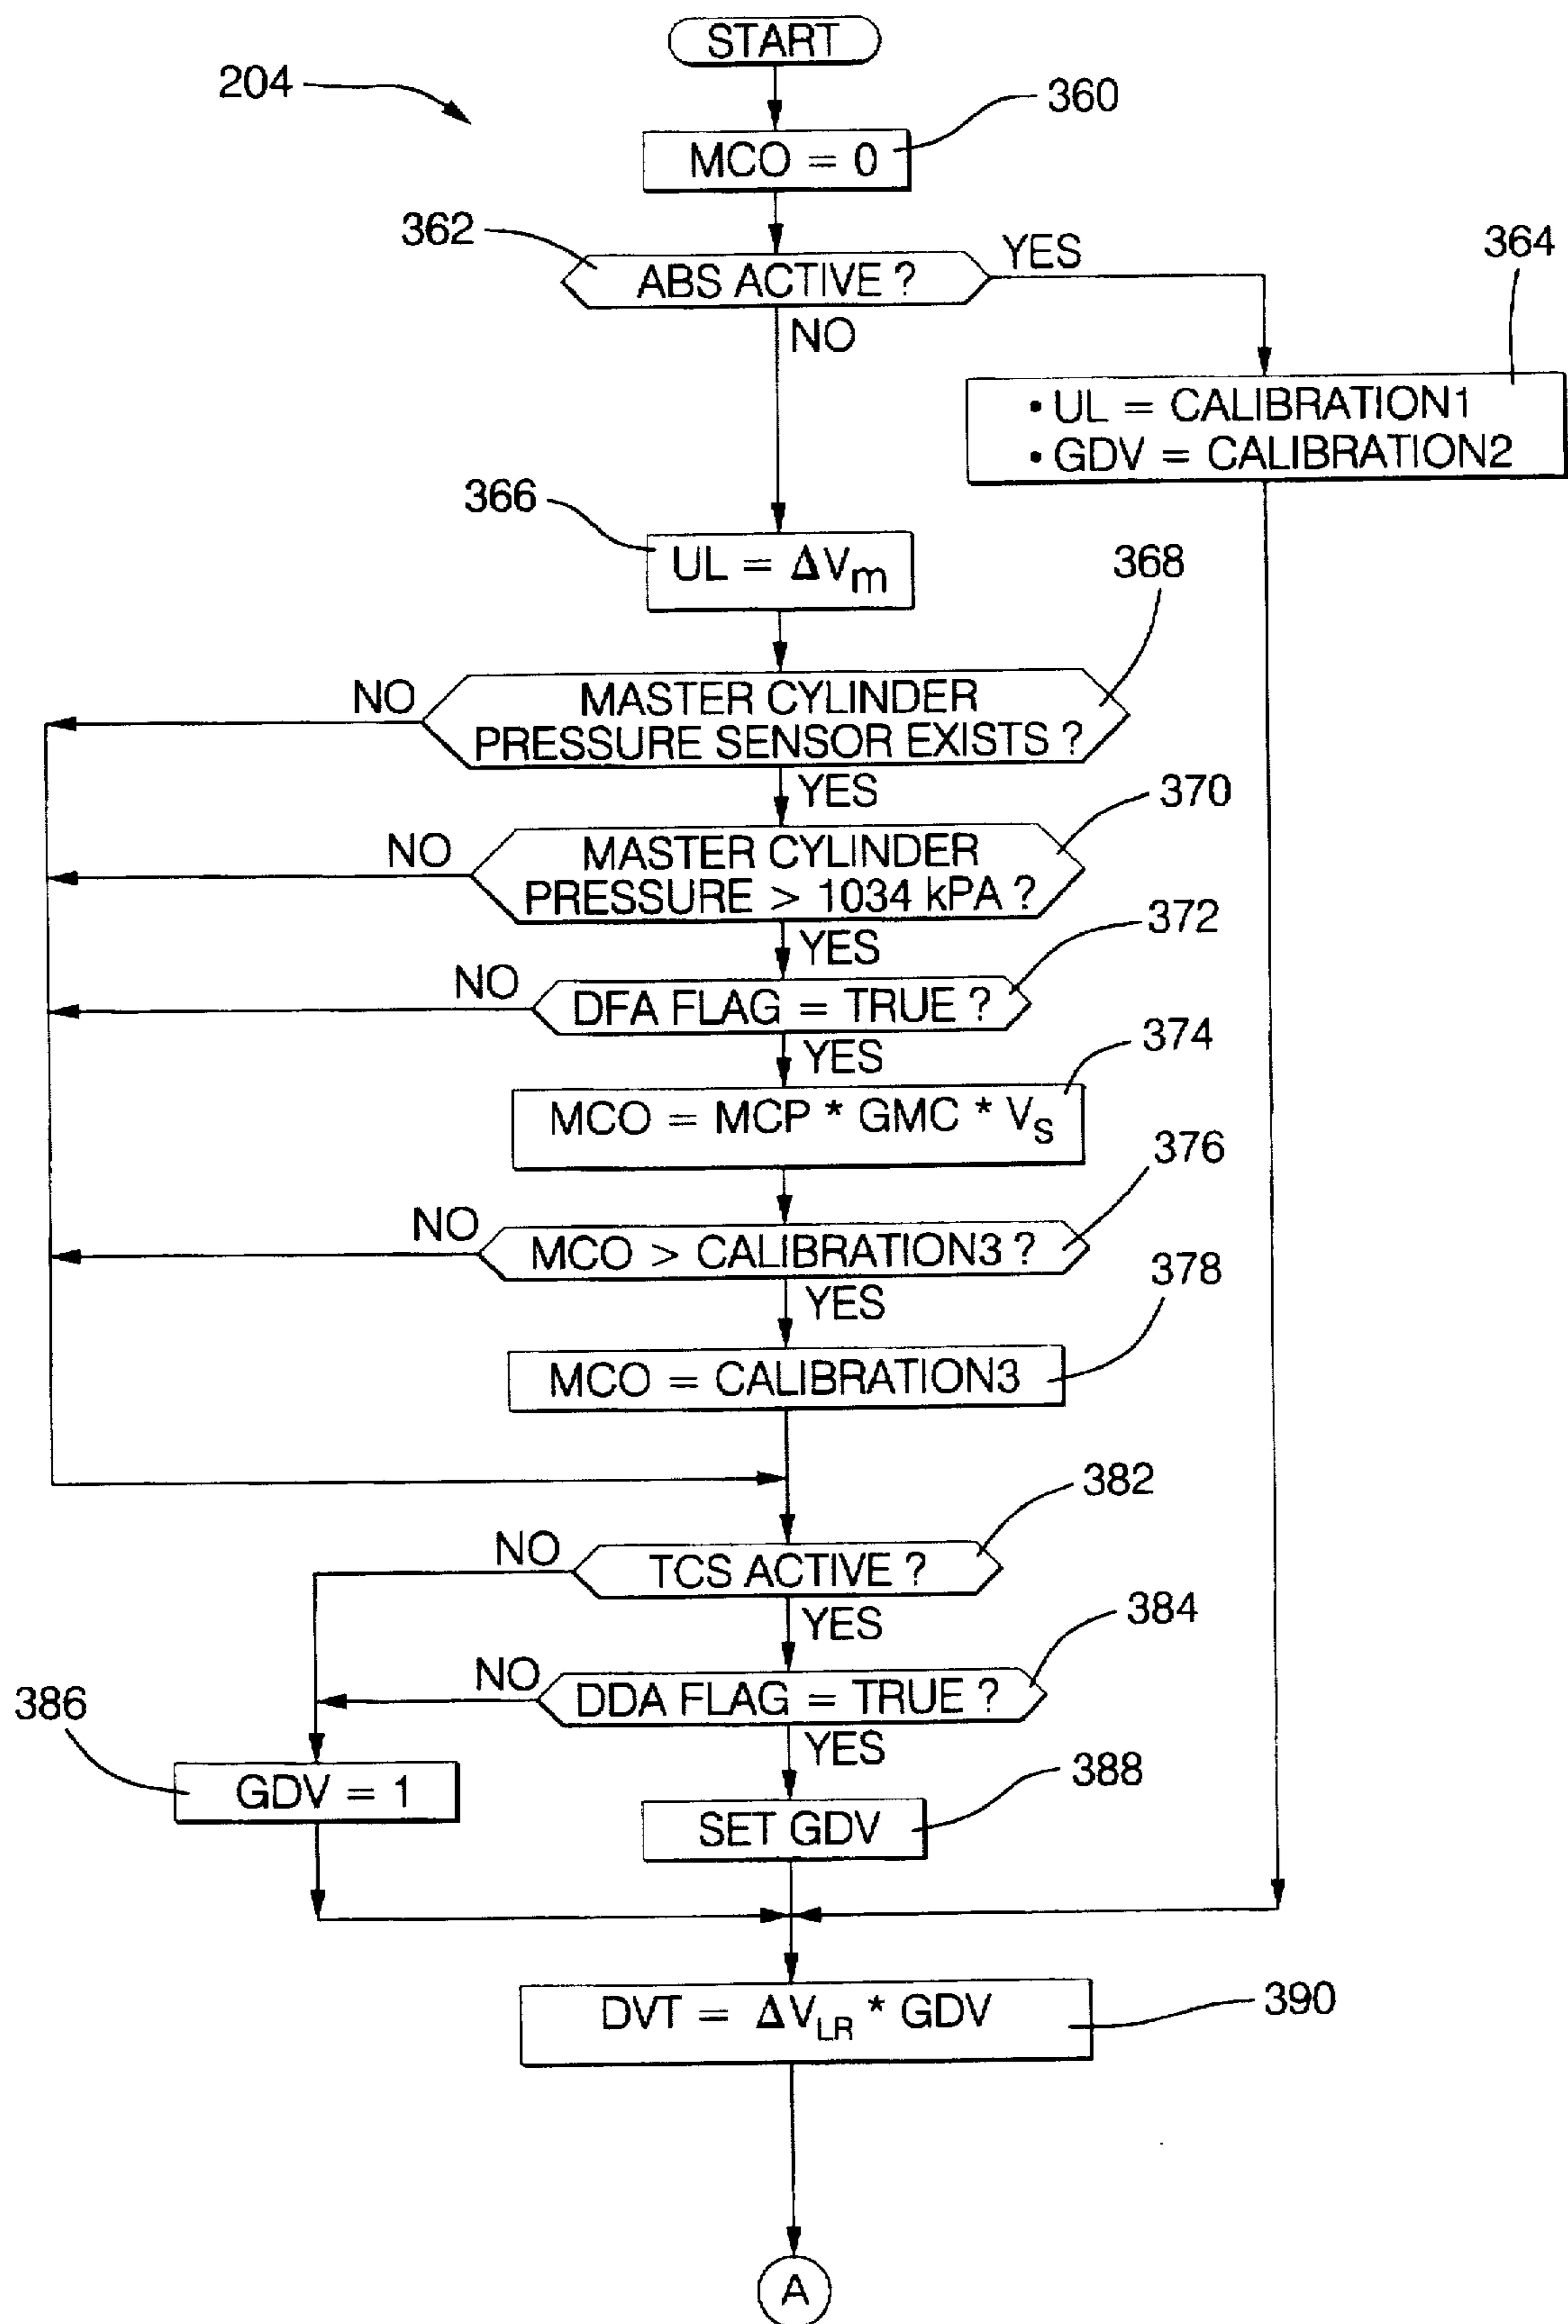 START
204
360
MCO = 0
362
ABS ACTIVE ?
YES
364
NO
• UL = CALIBRATION1
• GDV = CALIBRATION2
366
UL = ΔVm
368
NO
MASTER CYLINDER
PRESSURE SENSOR EXISTS ?
YES
370
NO
MASTER CYLINDER
PRESSURE > 1034 kPA ?
YES
372
NO
DFA FLAG = TRUE ?
YES
374
MCO = MCP * GMC * VS
376
NO
MCO > CALIBRATION3 ?
YES
378
MCO = CALIBRATION3
382
NO
TCS ACTIVE ?
YES
384
NO
DDA FLAG = TRUE ?
386
YES
388
GDV = 1
SET GDV
DVT = ΔVLR * GDV
390
A